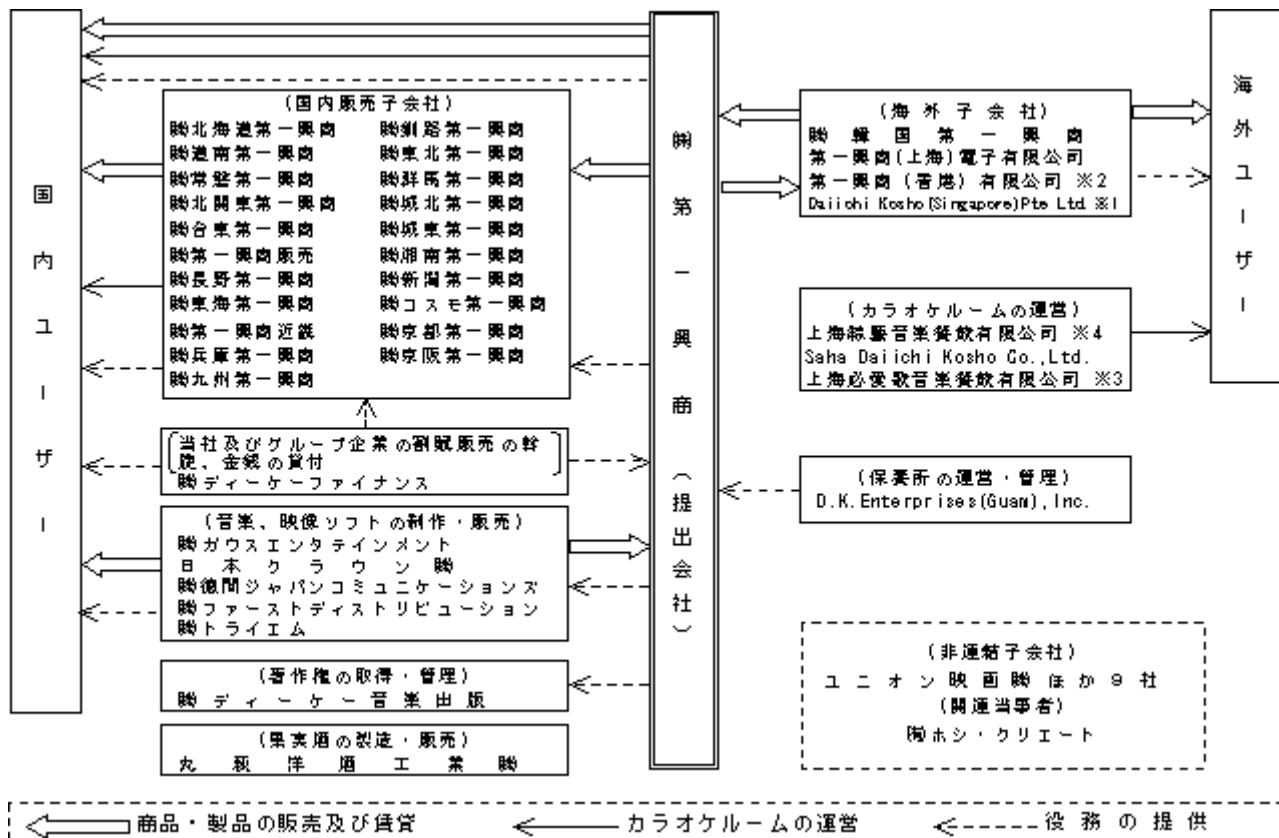 国内ユーザー
(国内販売子会社)
㈱北海道第一興商 ㈱釧路第一興商
㈱道南第一興商 ㈱東北第一興商
㈱常磐第一興商 ㈱群馬第一興商
㈱北関東第一興商 ㈱城北第一興商
㈱台東第一興商 ㈱城東第一興商
㈱第一興商販売 ㈱湘南第一興商
㈱長野第一興商 ㈱新潟第一興商
㈱東海第一興商 ㈱コスモ第一興商
㈱第一興商近畿 ㈱京都第一興商
㈱兵庫第一興商 ㈱京阪第一興商
㈱九州第一興商
当社及びグループ企業の割賦販売の斡
旋、金銭の貸付
㈱ディーケーファイナンス
(音楽、映像ソフトの制作・販売)
㈱ガウスエンタテインメント
日本クラウン㈱
㈱徳間ジャパンコミュニケーションズ
㈱ファーストディストリビューション
㈱トライエム
(著作権の取得・管理)
㈱ディーケー音楽出版
(果実酒の製造・販売)
丸萩洋酒工業㈱
㈱第一興商(提出会社)
(海外子会社)
㈱韓国第一興商
第一興商(上海)電子有限公司
第一興商(香港)有限公司 ※2
Daiichi Kosho(Singapore)Pte Ltd ※1
(カラオケルームの運営)
上海綜藝音楽餐飲有限公司 ※4
Saha Daiichi Kosho Co.,Ltd.
上海必愛歌音楽餐飲有限公司 ※3
(保養所の運営・管理)
D.K.Enterprises(Guam),Inc.
(非連結子会社)
ユニオン映画㈱ほか9社
(関連当事者)
㈲ホシ・クリエート
海外ユーザー
商品・製品の販売及び賃貸 カラオケルームの運営 役務の提供